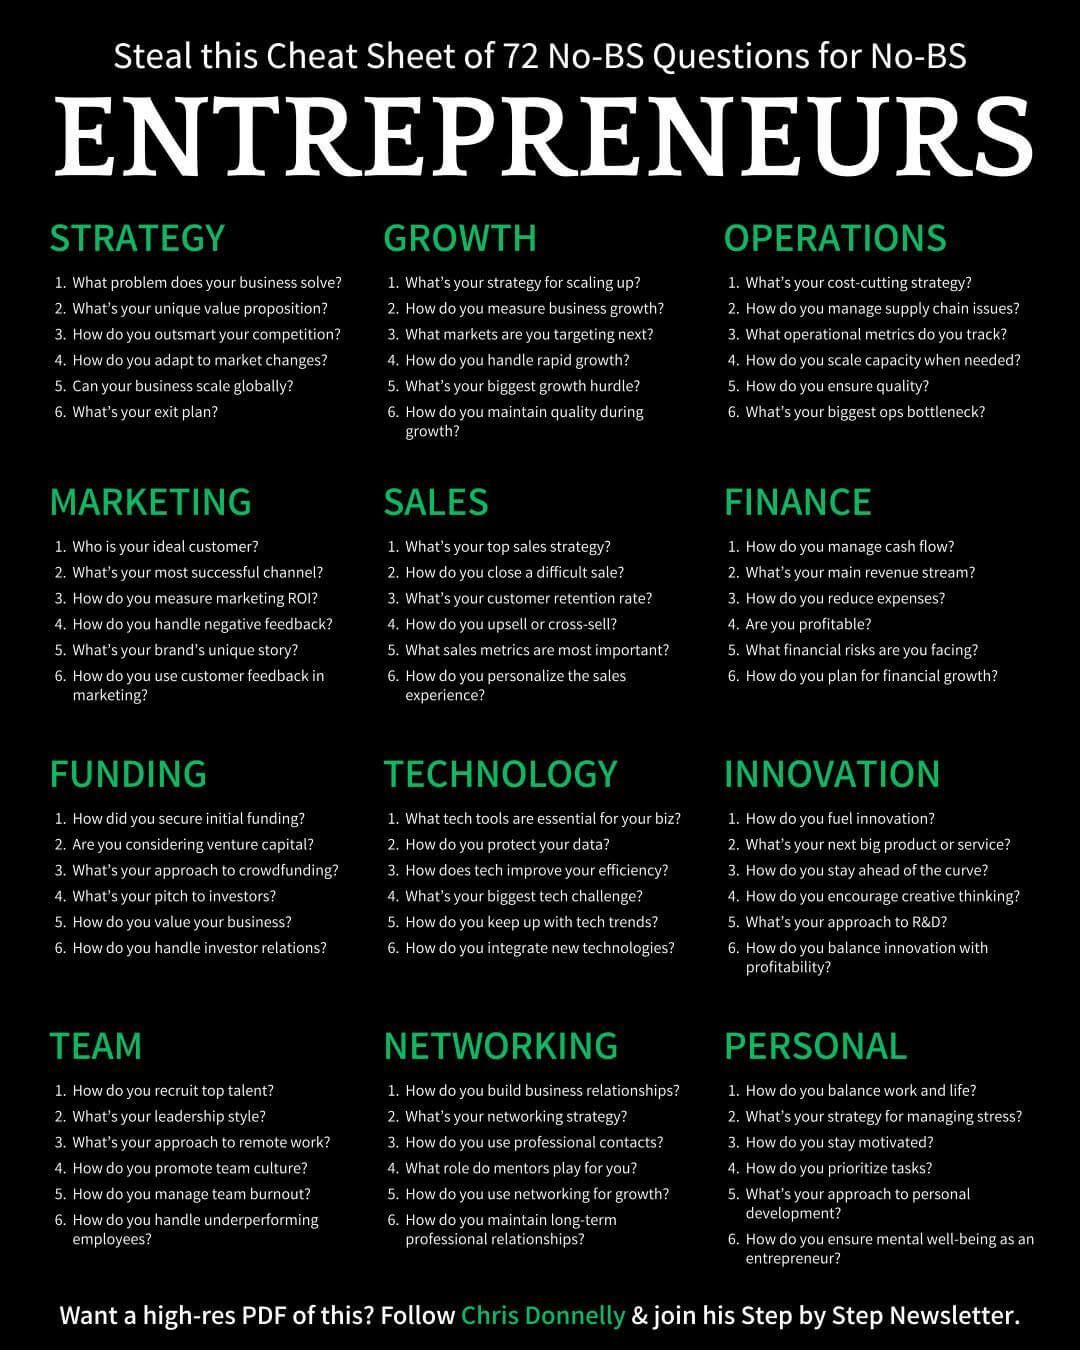 Steal this Cheat Sheet of 72 No-BS Questions for No-BS
ENTREPRENEURS
STRATEGY
1. What problem does your business solve?
2. What's your unique value proposition?
3. How do you outsmart your competition?
4. How do you adapt to market changes?
5. Can your business scale globally?
6. What's your exit plan?
GROWTH
1. What's your strategy for scaling up?
2. How do you measure business growth?
3. What markets are you targeting next?
4. How do you handle rapid growth?
5. What's your biggest growth hurdle?
6. How do you maintain quality during
growth?
OPERATIONS
1. What's your cost-cutting strategy?
2. How do you manage supply chain issues?
3. What operational metrics do you track?
4. How do you scale capacity when needed?
5. How do you ensure quality?
6. What's your biggest ops bottleneck?
MARKETING
1. Who is your ideal customer?
2. What's your most successful channel?
3. How do you measure marketing ROI?
4. How do you handle negative feedback?
5. What's your brand's unique story?
6. How do you use customer feedback in
marketing?
SALES
1. What's your top sales strategy?
2. How do you close a difficult sale?
3. What's your customer retention rate?
4. How do you upsell or cross-sell?
5. What sales metrics are most important?
6. How do you personalize the sales
experience?
FINANCE
1. How do you manage cash flow?
2. What's your main revenue stream?
3. How do you reduce expenses?
4. Are you profitable?
5. What financial risks are you facing?
6. How do you plan for financial growth?
FUNDING
1. How did you secure initial funding?
2. Are you considering venture capital?
3. What's your approach to crowdfunding?
4. What's your pitch to investors?
5. How do you value your business?
6. How do you handle investor relations?
TECHNOLOGY
1. What tech tools are essential for your biz?
2. How do you protect your data?
3. How does tech improve your efficiency?
4. What's your biggest tech challenge?
5. How do you keep up with tech trends?
6. How do you integrate new technologies?
INNOVATION
1. How do you fuel innovation?
2. What's your next big product or service?
3. How do you stay ahead of the curve?
4. How do you encourage creative thinking?
5. What's your approach to R&D?
6. How do you balance innovation with
profitability?
TEAM
1. How do you recruit top talent?
2. What's your leadership style?
3. What's your approach to remote work?
4. How do you promote team culture?
5. How do you manage team burnout?
6. How do you handle underperforming
employees?
NETWORKING
1. How do you build business relationships?
2. What's your networking strategy?
3. How do you use professional contacts?
4. What role do mentors play for you?
5. How do you use networking for growth?
6. How do you maintain long-term
professional relationships?
PERSONAL
1. How do you balance work and life?
2. What's your strategy for managing stress?
3. How do you stay motivated?
4. How do you prioritize tasks?
5. What's your approach to personal
development?
6. How do you ensure mental well-being as an
entrepreneur?
Want a high-res PDF of this? Follow Chris Donnelly & join his Step by Step Newsletter.